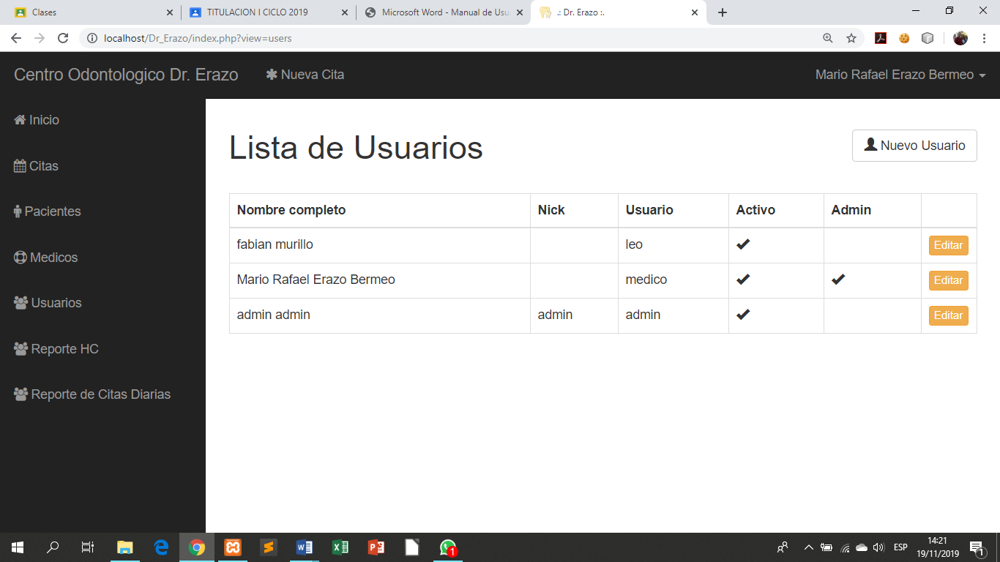 Clases
TITULACION I CICLO 2019
Microsoft Word - Manual de Usu
.: Dr. Erazo :.
localhost/Dr_Erazo/index.php?view=users
Centro Odontologico Dr. Erazo
Nueva Cita
Mario Rafael Erazo Bermeo
Inicio
Citas
Pacientes
Medicos
Usuarios
Reporte HC
Reporte de Citas Diarias
Lista de Usuarios
Nuevo Usuario
Nombre completo Nick Usuario Activo Admin
fabian murillo leo Editar
Mario Rafael Erazo Bermeo medico Editar
admin admin admin admin Editar
1
ESP
14:21
19/11/2019
1